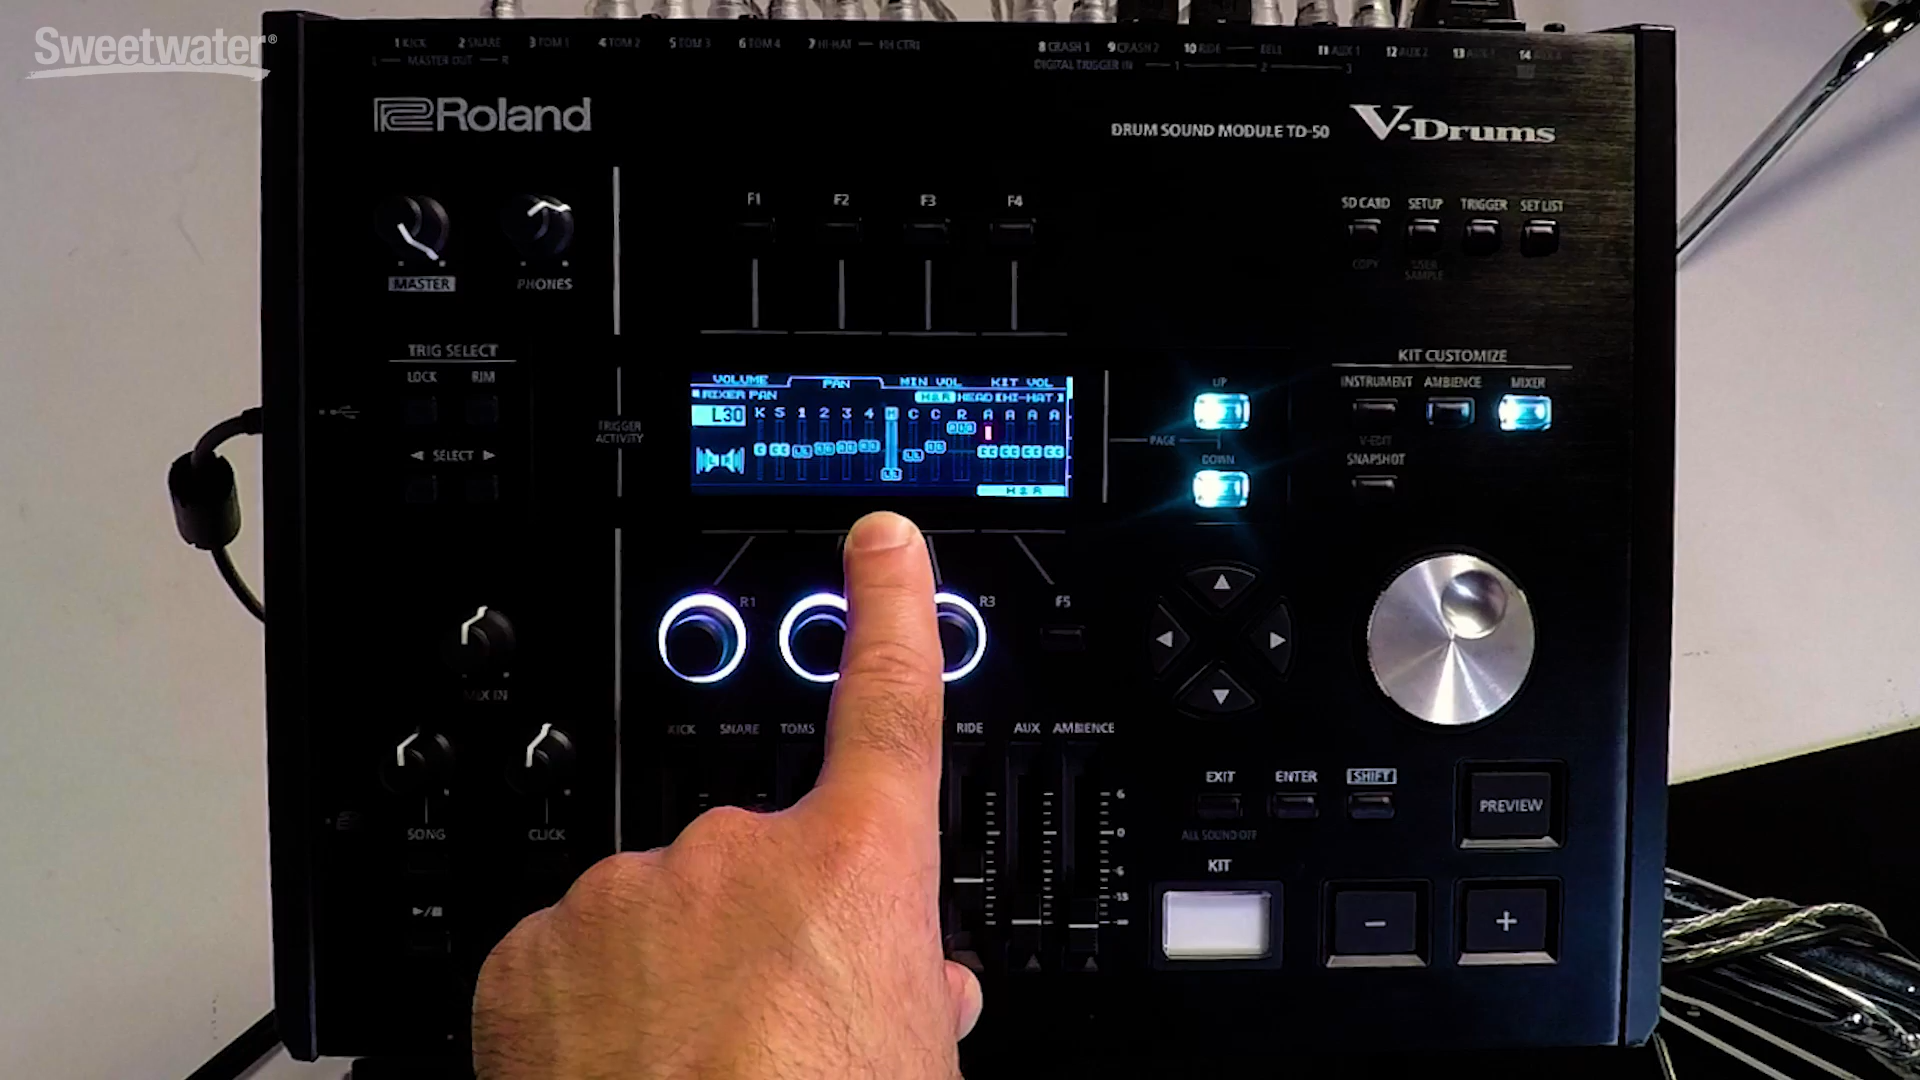 Sweetwater®
1 KICK 2 SNARE 3 TOM 1 4 TOM 2 5 TOM 3 6 TOM 4 7 HI-HAT HH CTRL
8 CRASH 1 9 CRASH 2 10 RIDE BELL 11 AUX 1 12 AUX 2 13 AUX 3 14 AUX 4
L MASTER OUT R
DIGITAL TRIGGER IN 1 2 3
Roland
DRUM SOUND MODULE TD-50
V-Drums
F1 F2 F3 F4
SD CARD SETUP TRIGGER SET LIST
COPY USER SAMPLE
MASTER PHONES
TRIG SELECT
LOCK RIM
◀ SELECT ▶
TRIGGER
ACTIVITY
VOLUME PAN MIN VOL KIT VOL
MIXER PAN H&R HEAD [HI-HAT]
L30 K S 1 2 3 4 H C C R A A A A
H & R
UP
PAGE
DOWN
KIT CUSTOMIZE
INSTRUMENT AMBIENCE MIXER
V-EDIT
SNAPSHOT
R1 R3 F5
MIX IN
KICK SNARE TOMS RIDE AUX AMBIENCE
SONG CLICK
EXIT ENTER SHIFT
ALL SOUND OFF
PREVIEW
KIT
- +